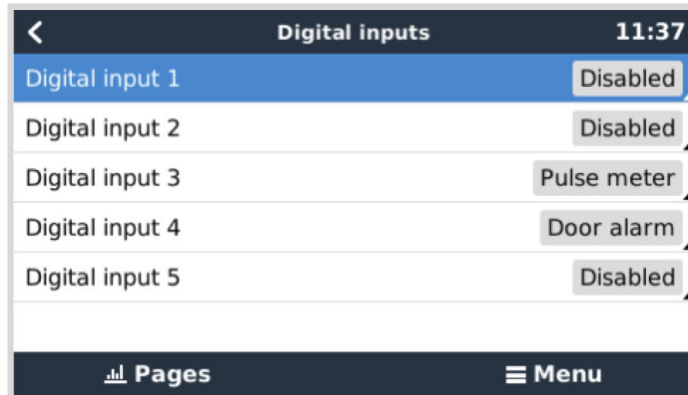 Digital inputs 11:37
Digital input 1 Disabled
Digital input 2 Disabled
Digital input 3 Pulse meter
Digital input 4 Door alarm
Digital input 5 Disabled
Pages Menu